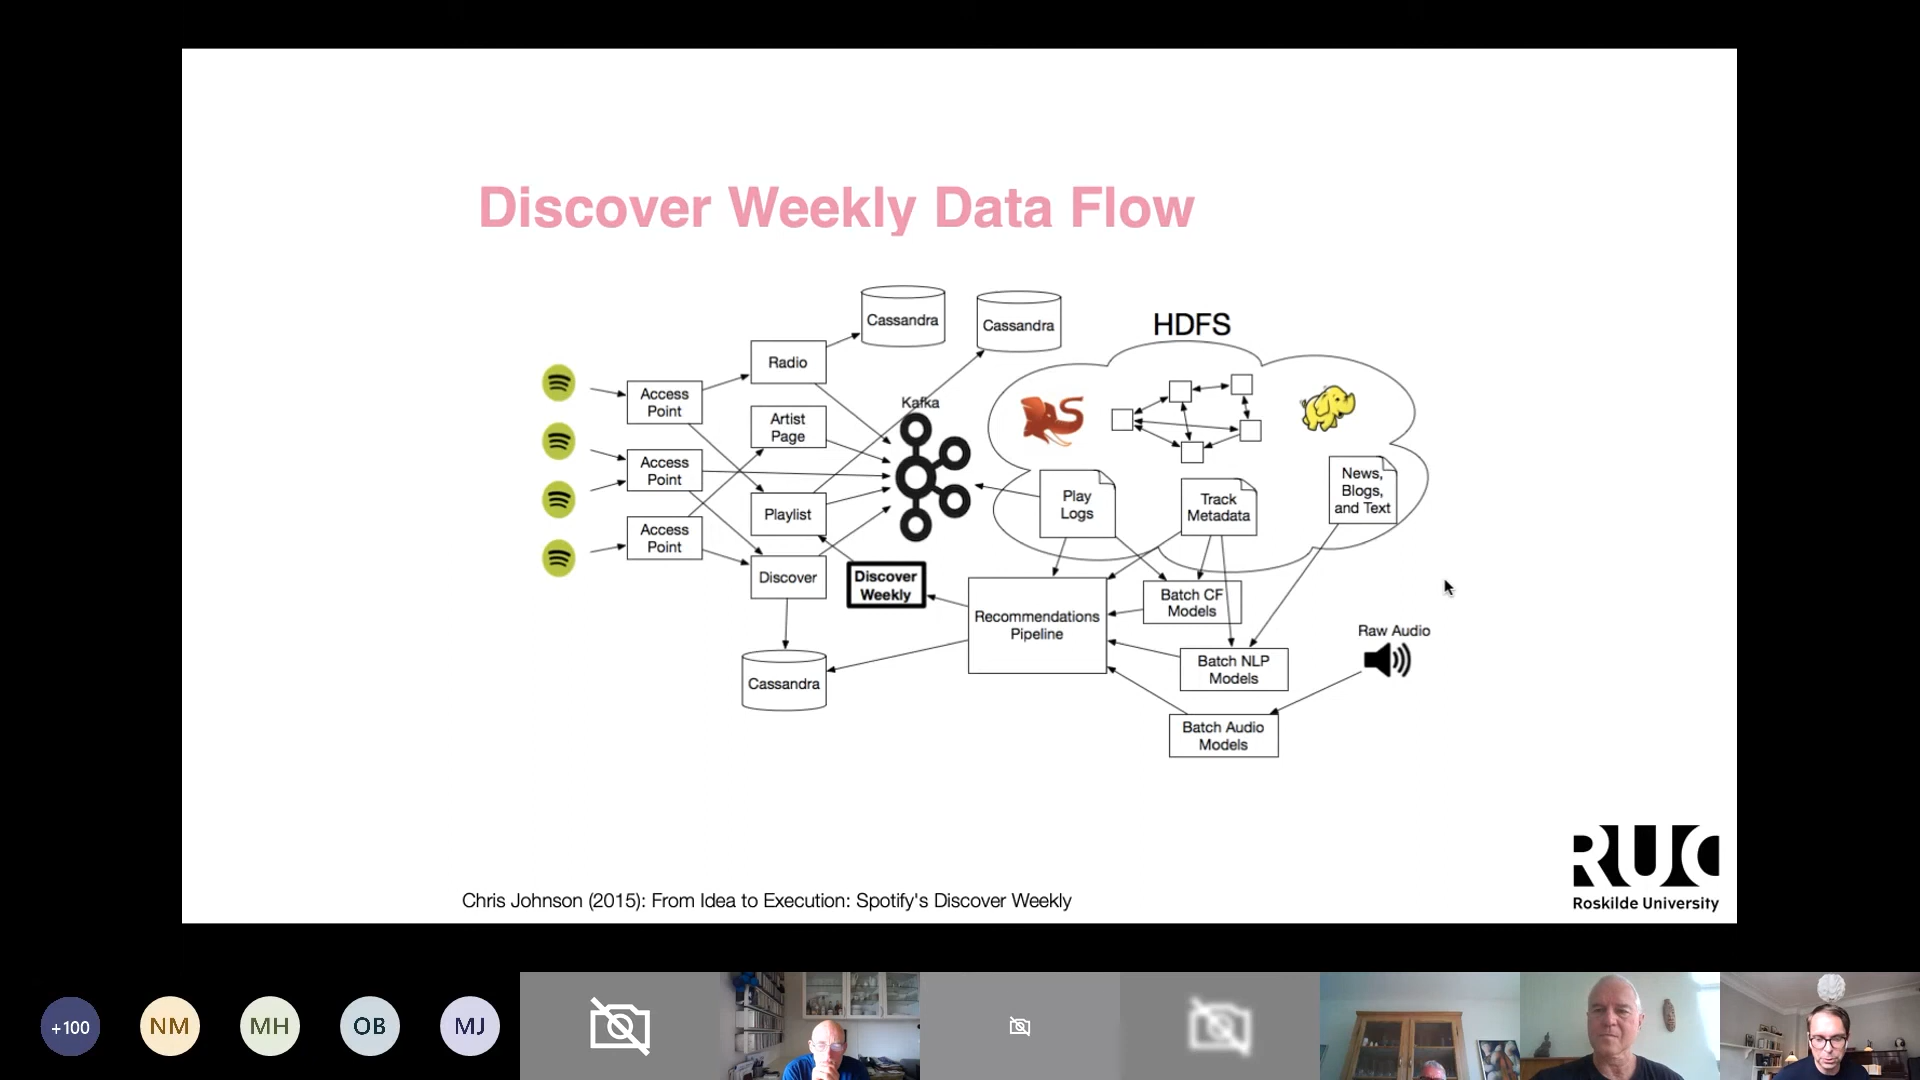 Discover Weekly Data Flow
Cassandra
Cassandra
HDFS
Radio
Access
Point
Kafka
Artist
Page
Access
Point
Play
Logs
Track
Metadata
News,
Blogs,
and Text
Playlist
Access
Point
Discover
Discover
Weekly
Recommendations
Pipeline
Batch CF
Models
Raw Audio
Batch NLP
Models
Cassandra
Batch Audio
Models
RUC
Roskilde University
Chris Johnson (2015): From Idea to Execution: Spotify's Discover Weekly
+100
NM
MH
OB
MJ